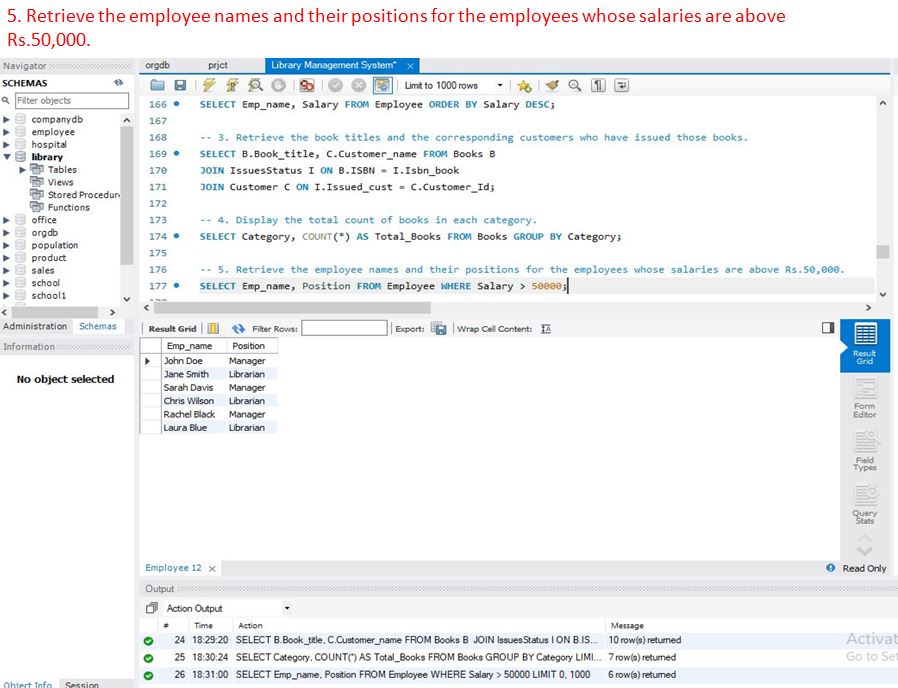 5. Retrieve the employee names and their positions for the employees whose salaries are above
Rs.50,000.
Navigator
orgdb prjct Library Management System*
SCHEMAS
Limit to 1000 rows
Filter objects
companydb
employee
hospital
library
Tables
Views
Stored Procedur
Functions
office
orgdb
population
product
sales
school
school1
Administration Schemas
Information
No object selected
Object Info Session
166 SELECT Emp_name, Salary FROM Employee ORDER BY Salary DESC;
167
168 -- 3. Retrieve the book titles and the corresponding customers who have issued those books.
169 SELECT B.Book_title, C.Customer_name FROM Books B
170 JOIN IssuesStatus I ON B.ISBN = I.Isbn_book
171 JOIN Customer C ON I.Issued_cust = C.Customer_Id;
172
173 -- 4. Display the total count of books in each category.
174 SELECT Category, COUNT(*) AS Total_Books FROM Books GROUP BY Category;
175
176 -- 5. Retrieve the employee names and their positions for the employees whose salaries are above Rs.50,000.
177 SELECT Emp_name, Position FROM Employee WHERE Salary > 50000;
Result Grid Filter Rows: Export: Wrap Cell Content:
Emp_name Position
John Doe Manager
Jane Smith Librarian
Sarah Davis Manager
Chris Wilson Librarian
Rachel Black Manager
Laura Blue Librarian
Result
Grid
Form
Editor
Field
Types
Query
Stats
Employee 12 Read Only
Output
Action Output
# Time Action Message
24 18:29:20 SELECT B.Book_title, C.Customer_name FROM Books B JOIN IssuesStatus I ON B.IS... 10 row(s) returned
25 18:30:24 SELECT Category, COUNT(*) AS Total_Books FROM Books GROUP BY Category LIMI... 7 row(s) returned
26 18:31:00 SELECT Emp_name, Position FROM Employee WHERE Salary > 50000 LIMIT 0, 1000 6 row(s) returned
Activat
Go to Set